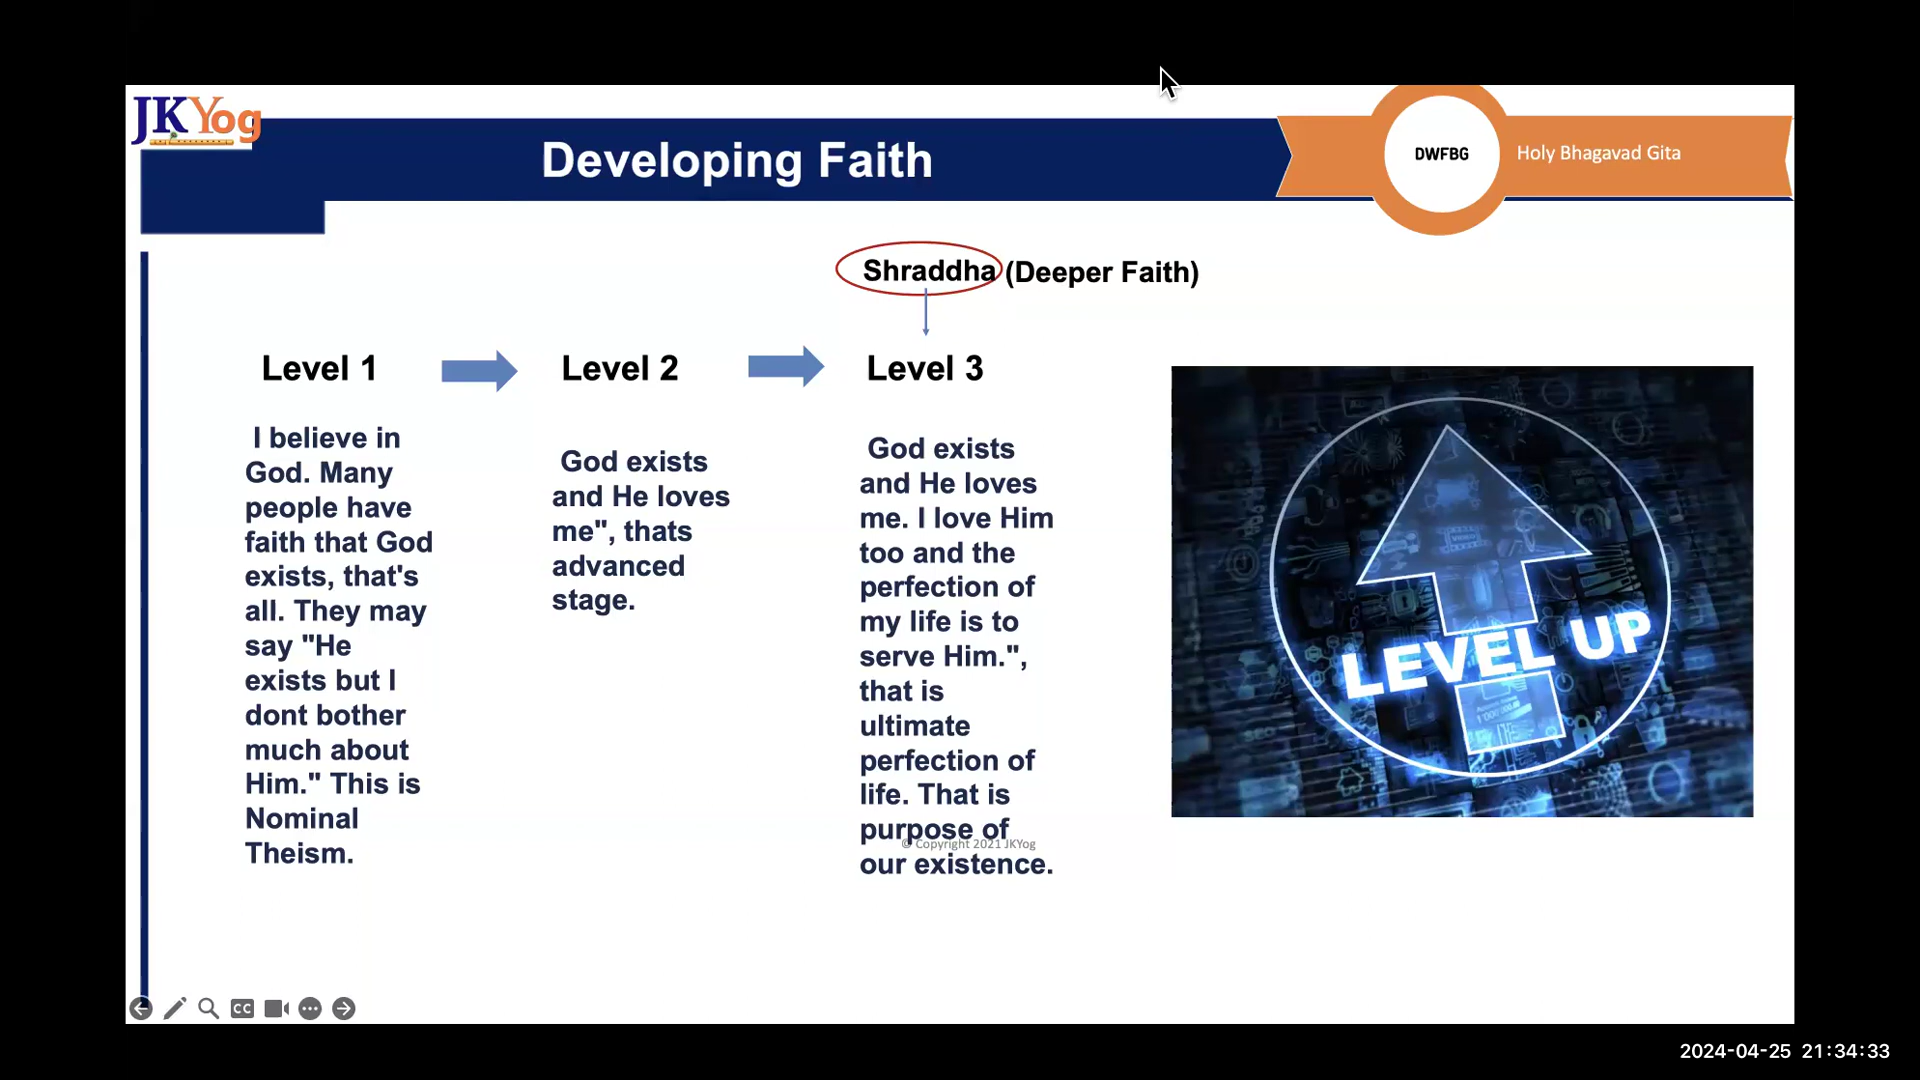 JKYog
Developing Faith
DWFBG
Holy Bhagavad Gita
Shraddha (Deeper Faith)
Level 1
Level 2
Level 3
I believe in
God. Many
people have
faith that God
exists, that's
all. They may
say "He
exists but I
dont bother
much about
Him." This is
Nominal
Theism.
God exists
and He loves
me", thats
advanced
stage.
God exists
and He loves
me. I love Him
too and the
perfection of
my life is to
serve Him.",
that is
ultimate
perfection of
life. That is
purpose of
our existence.
© Copyright 2021 JKYog
LEVEL UP
CC
2024-04-25 21:34:33